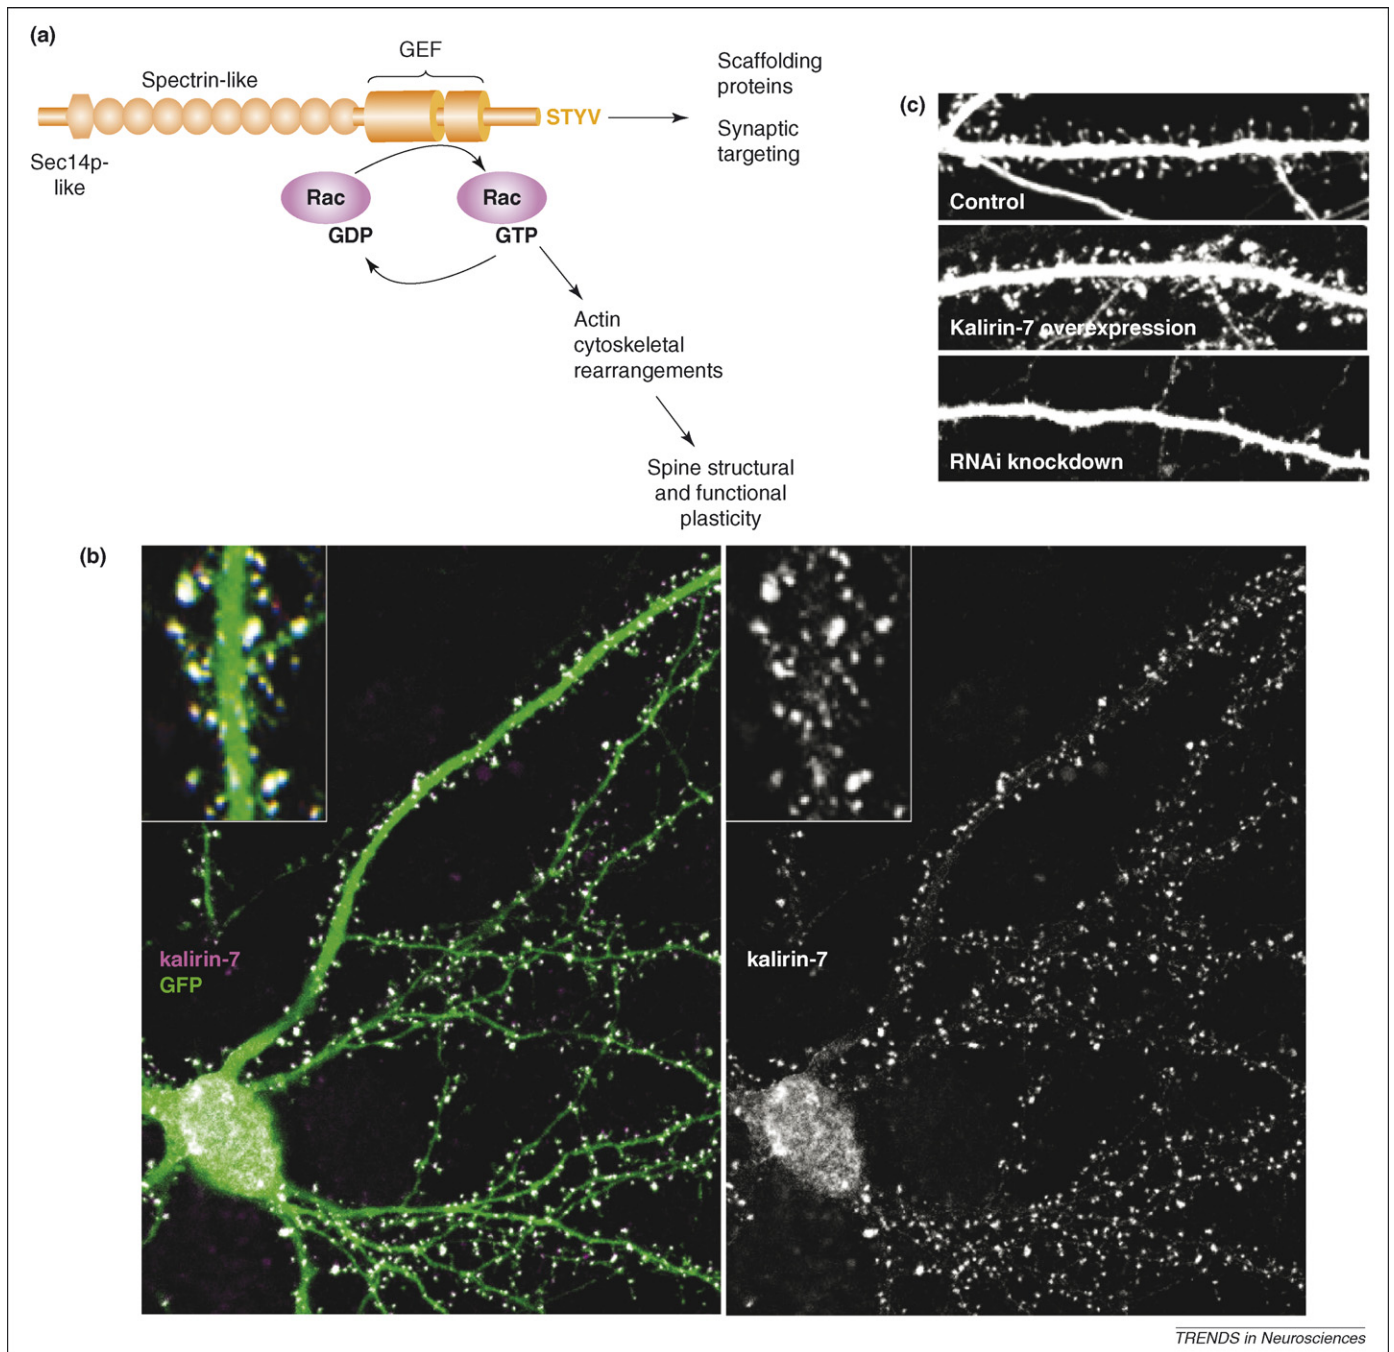 (a)
GEF
Spectrin-like
STYV
Sec14p-
like
Scaffolding
proteins
Synaptic
targeting
Rac
Rac
GDP
GTP
Actin
cytoskeletal
rearrangements
Spine structural
and functional
plasticity
(c)
Control
Kalirin-7 overexpression
RNAi knockdown
(b)
kalirin-7
GFP
kalirin-7
TRENDS in Neurosciences